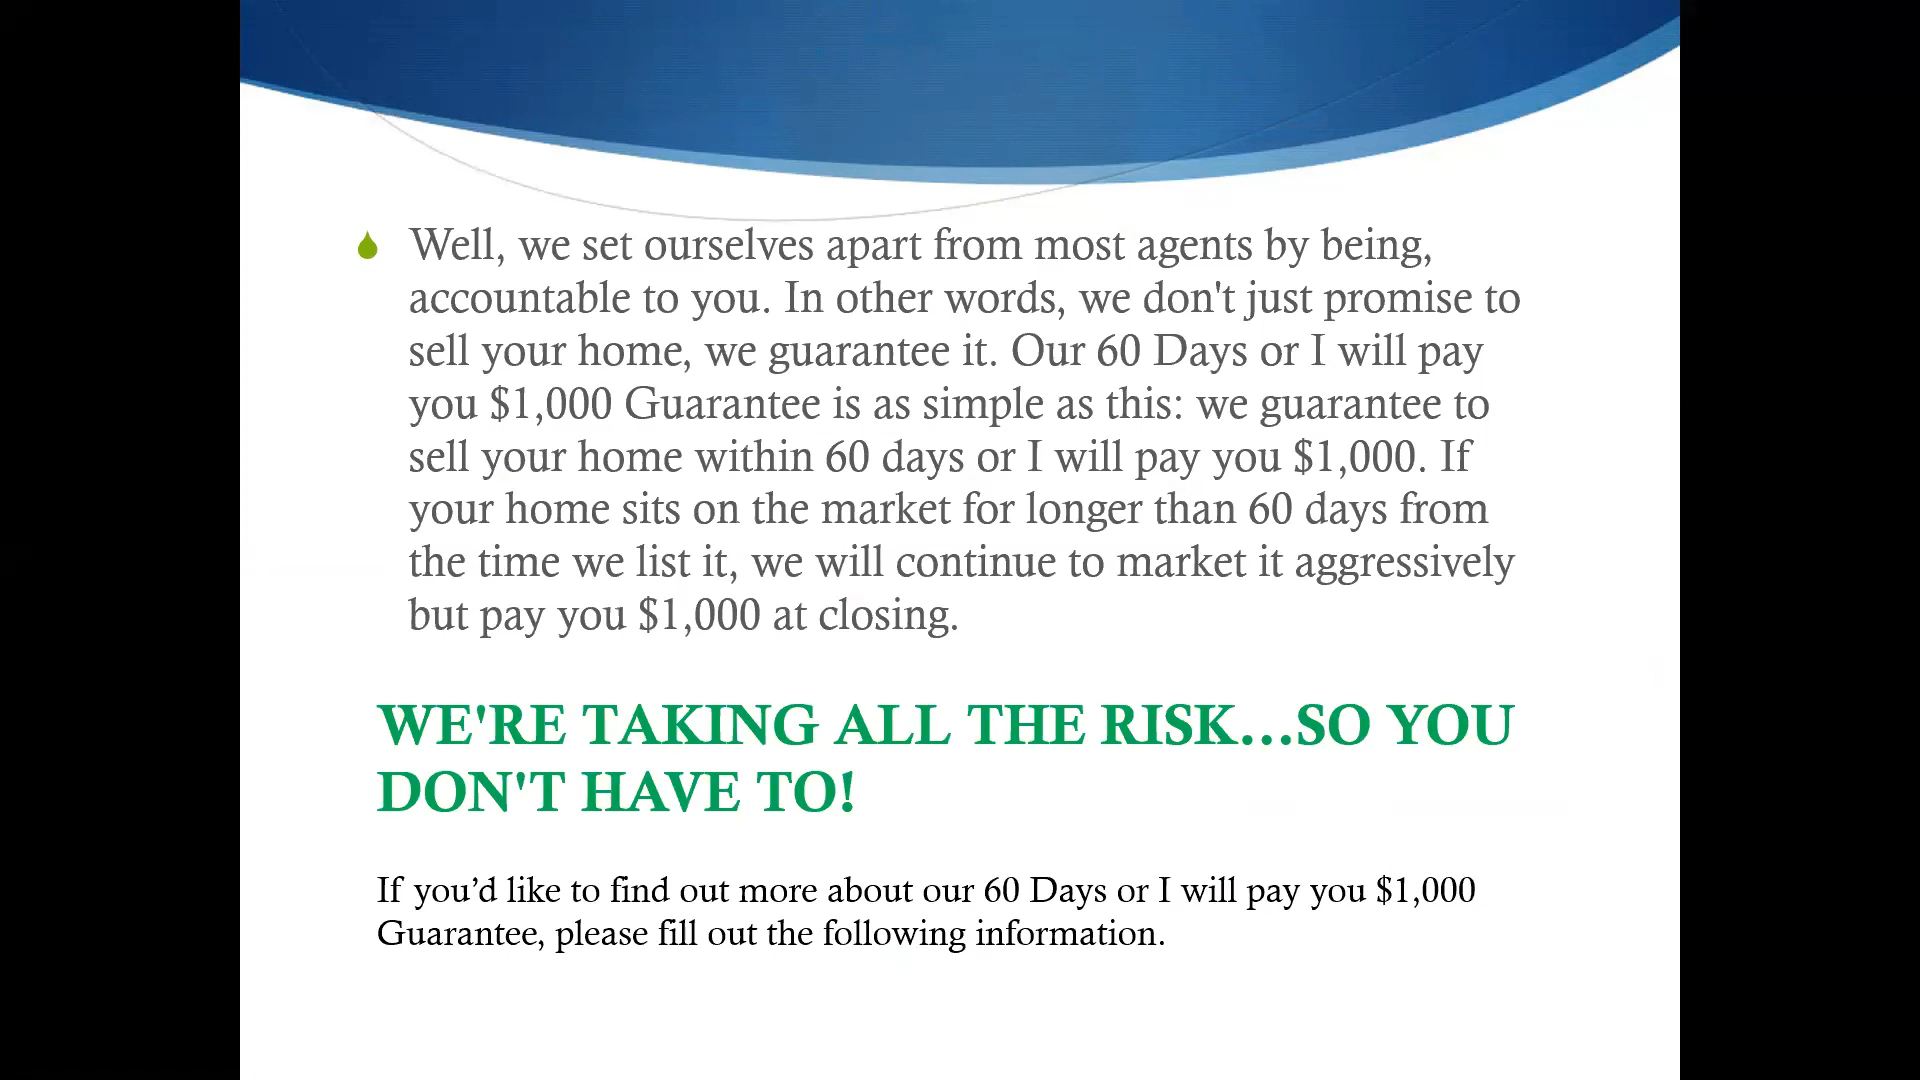 Well, we set ourselves apart from most agents by being,
accountable to you. In other words, we don't just promise to
sell your home, we guarantee it. Our 60 Days or I will pay
you $1,000 Guarantee is as simple as this: we guarantee to
sell your home within 60 days or I will pay you $1,000. If
your home sits on the market for longer than 60 days from
the time we list it, we will continue to market it aggressively
but pay you $1,000 at closing.
WE'RE TAKING ALL THE RISK...SO YOU
DON'T HAVE TO!
If you’d like to find out more about our 60 Days or I will pay you $1,000
Guarantee, please fill out the following information.